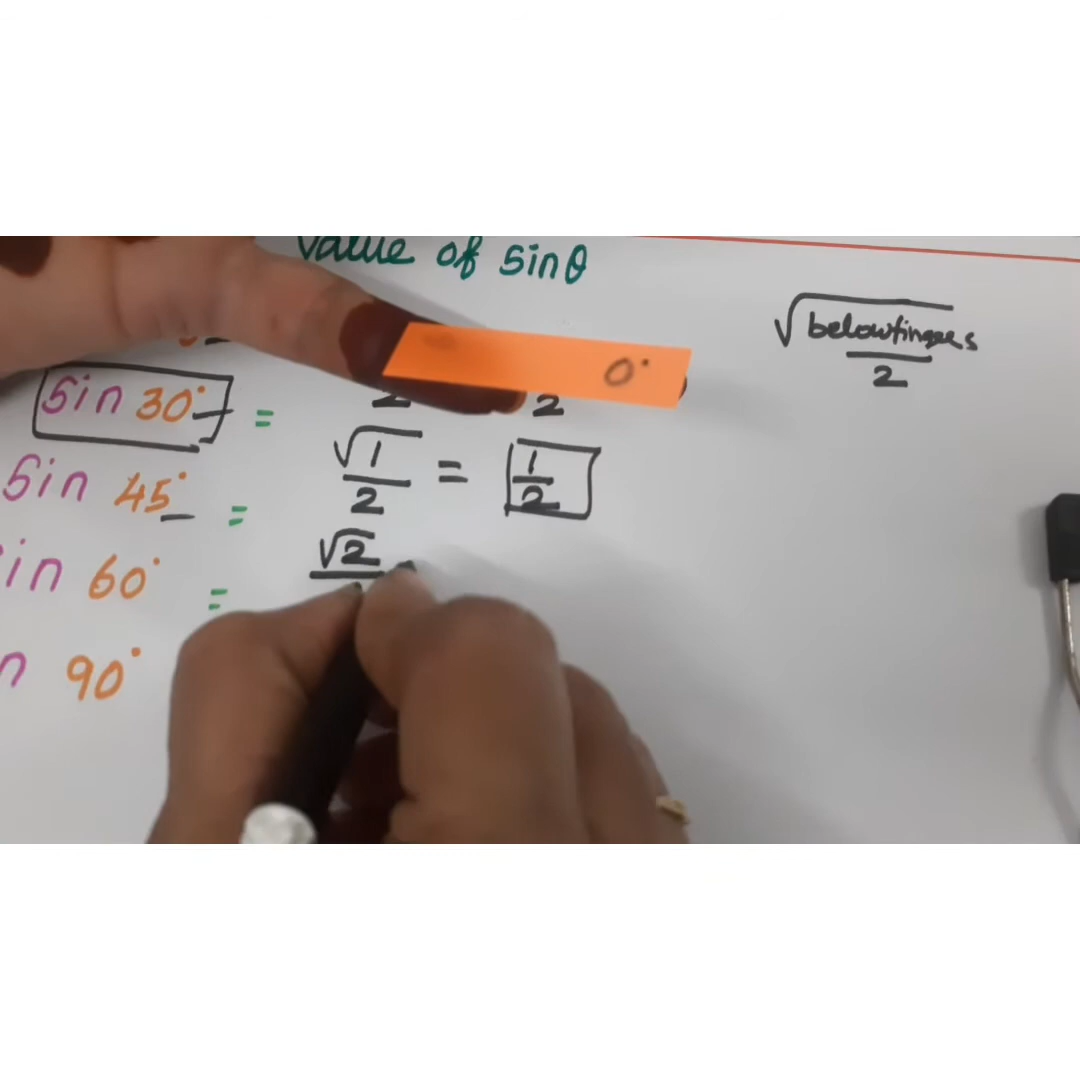 Value of Sinθ
√belowfingers
2
0°
2
Sin 30° = √1/2 = 1/2
Sin 45° = √2
in 60° =
n 90°